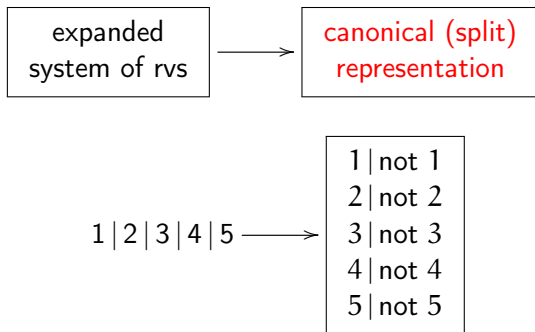 expanded
system of rvs
canonical (split)
representation
1 | 2 | 3 | 4 | 5
1 | not 1
2 | not 2
3 | not 3
4 | not 4
5 | not 5